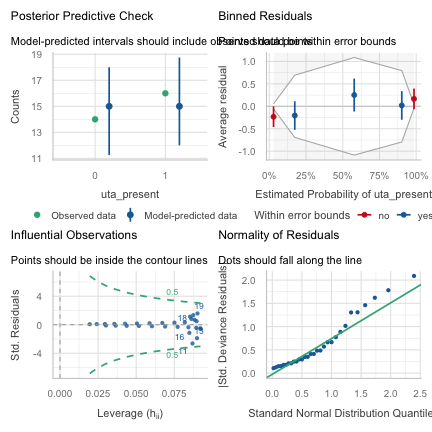 Posterior Predictive Check
Model-predicted intervals should include observed data points
Counts
19
17
15
13
11
0
1
uta_present
Observed data
Model-predicted data
Binned Residuals
Points should be within error bounds
Average residual
1.0
0.5
0.0
-0.5
-1.0
0%
25%
50%
75%
100%
Estimated Probability of uta_present
Within error bounds
no
yes
Influential Observations
Points should be inside the contour lines
Std. Residuals
4
0
-4
0.5
0.5
19
18
15
16
11
0.000
0.025
0.050
0.075
Leverage (hii)
Normality of Residuals
Dots should fall along the line
|Std. Deviance Residuals|
2.0
1.5
1.0
0.5
0.0
0.0
0.5
1.0
1.5
2.0
2.5
Standard Normal Distribution Quantile